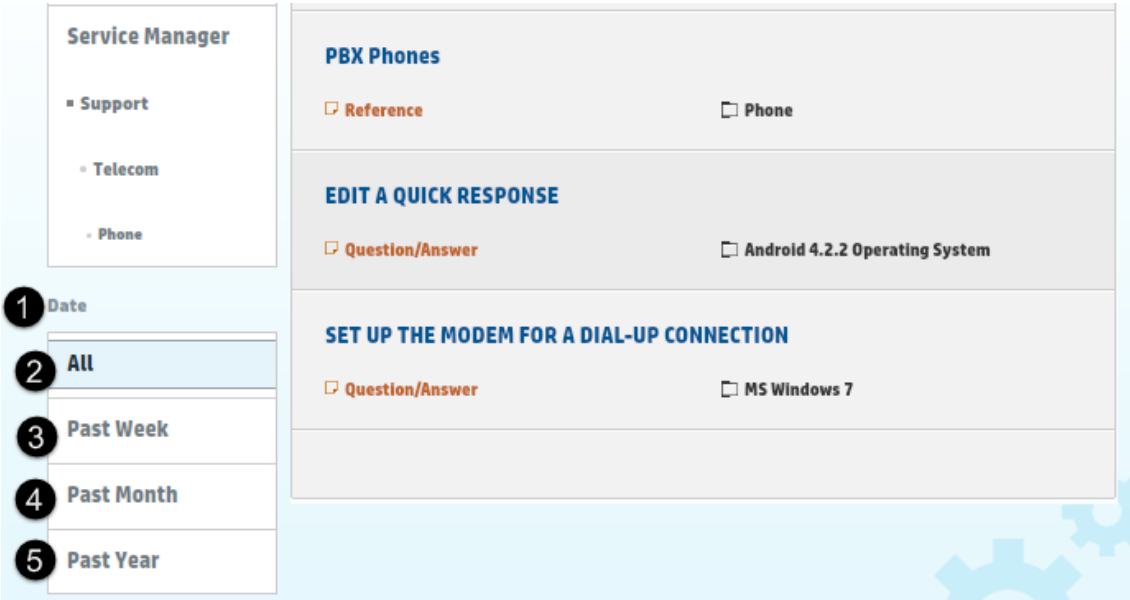 Service Manager
Support
Telecom
Phone
1 Date
2 All
3 Past Week
4 Past Month
5 Past Year
PBX Phones
Reference Phone
EDIT A QUICK RESPONSE
Question/Answer Android 4.2.2 Operating System
SET UP THE MODEM FOR A DIAL-UP CONNECTION
Question/Answer MS Windows 7